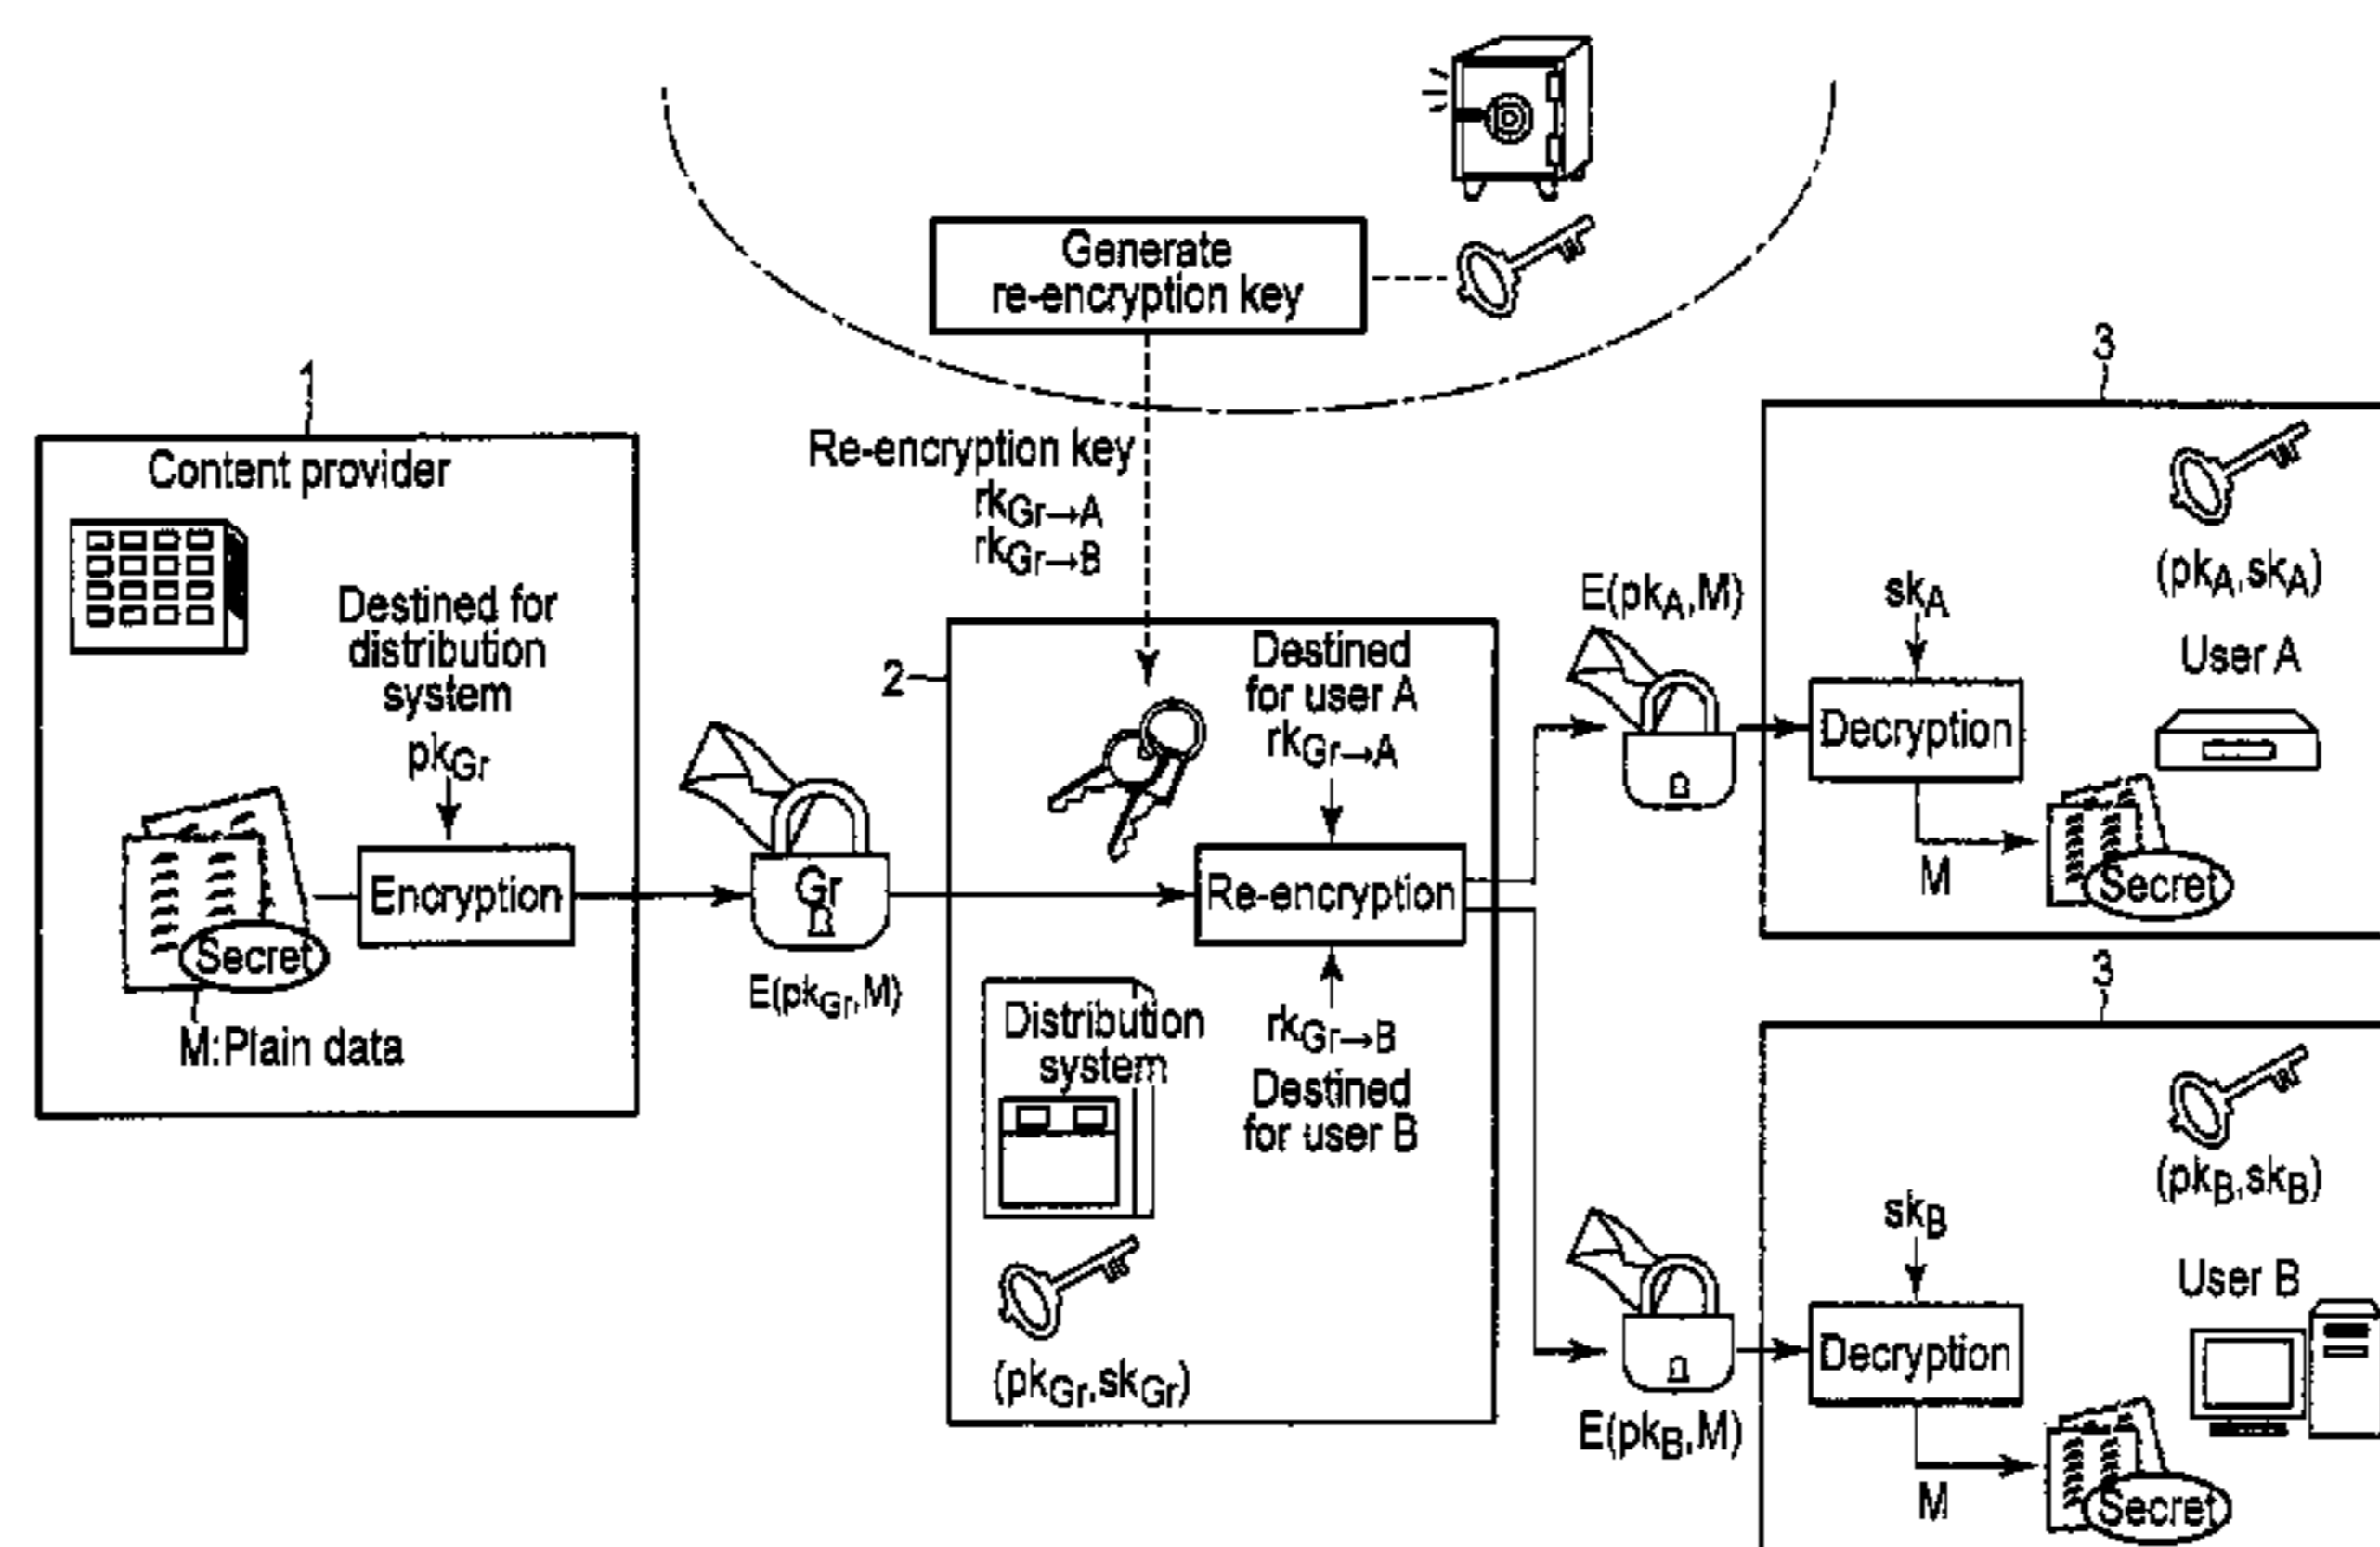 Generate
re-encryption key
Re-encryption key
rkGr→A
rkGr→B
1
Content provider
Destined for
distribution
system
pkGr
Encryption
Secret
M:Plain data
Gr
E(pkGr,M)
2
Destined
for user A
rkGr→A
Re-encryption
rkGr→B
Destined
for user B
Distribution
system
(pkGr,skGr)
E(pkA,M)
3
(pkA,skA)
skA
User A
Decryption
M
Secret
E(pkB,M)
3
(pkB,skB)
skB
User B
Decryption
M
Secret